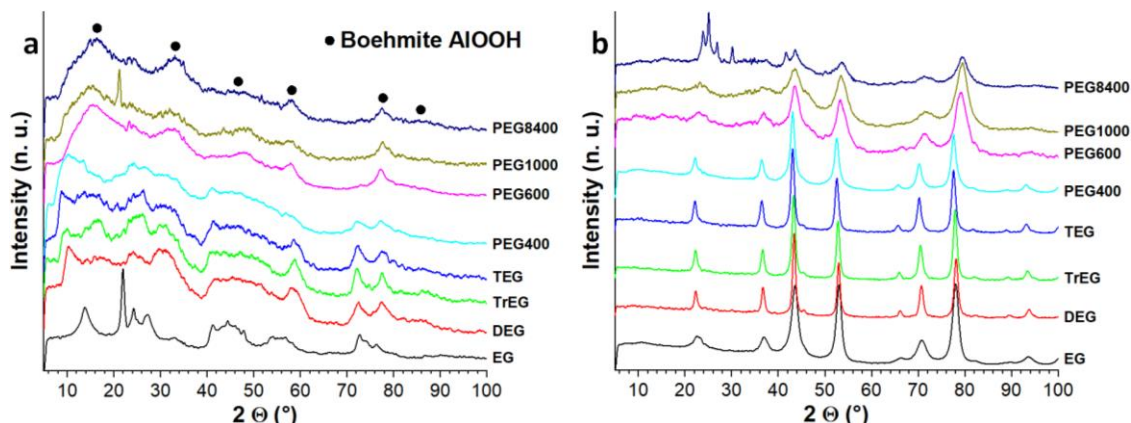 a
● Boehmite AlOOH
Intensity (n. u.)
PEG8400
PEG1000
PEG600
PEG400
TEG
TrEG
DEG
EG
10 20 30 40 50 60 70 80 90 100
2 Θ (°)
b
Intensity (n. u.)
PEG8400
PEG1000
PEG600
PEG400
TEG
TrEG
DEG
EG
10 20 30 40 50 60 70 80 90 100
2 Θ (°)